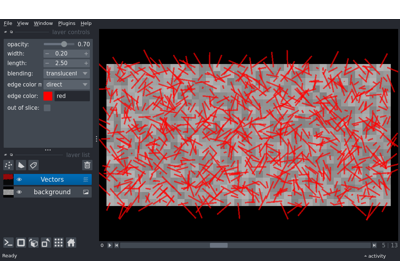 File View Window Plugins Help
layer controls
opacity: 0.70
width: 0.20
length: 2.50
blending: translucent
edge color m direct
edge color: red
out of slice:
layer list
Vectors
background
0 5 13
Ready activity